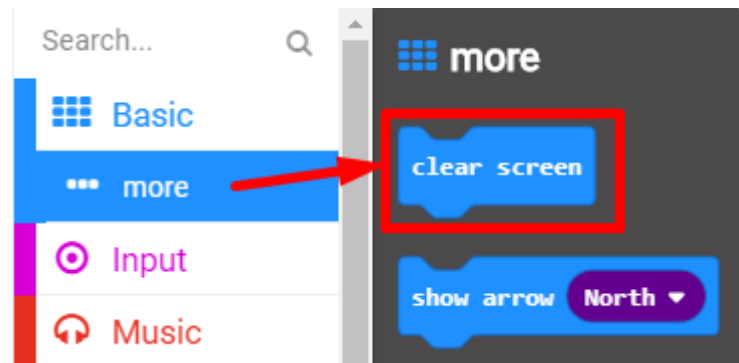 Search...
Basic
more
Input
Music
more
clear screen
show arrow North